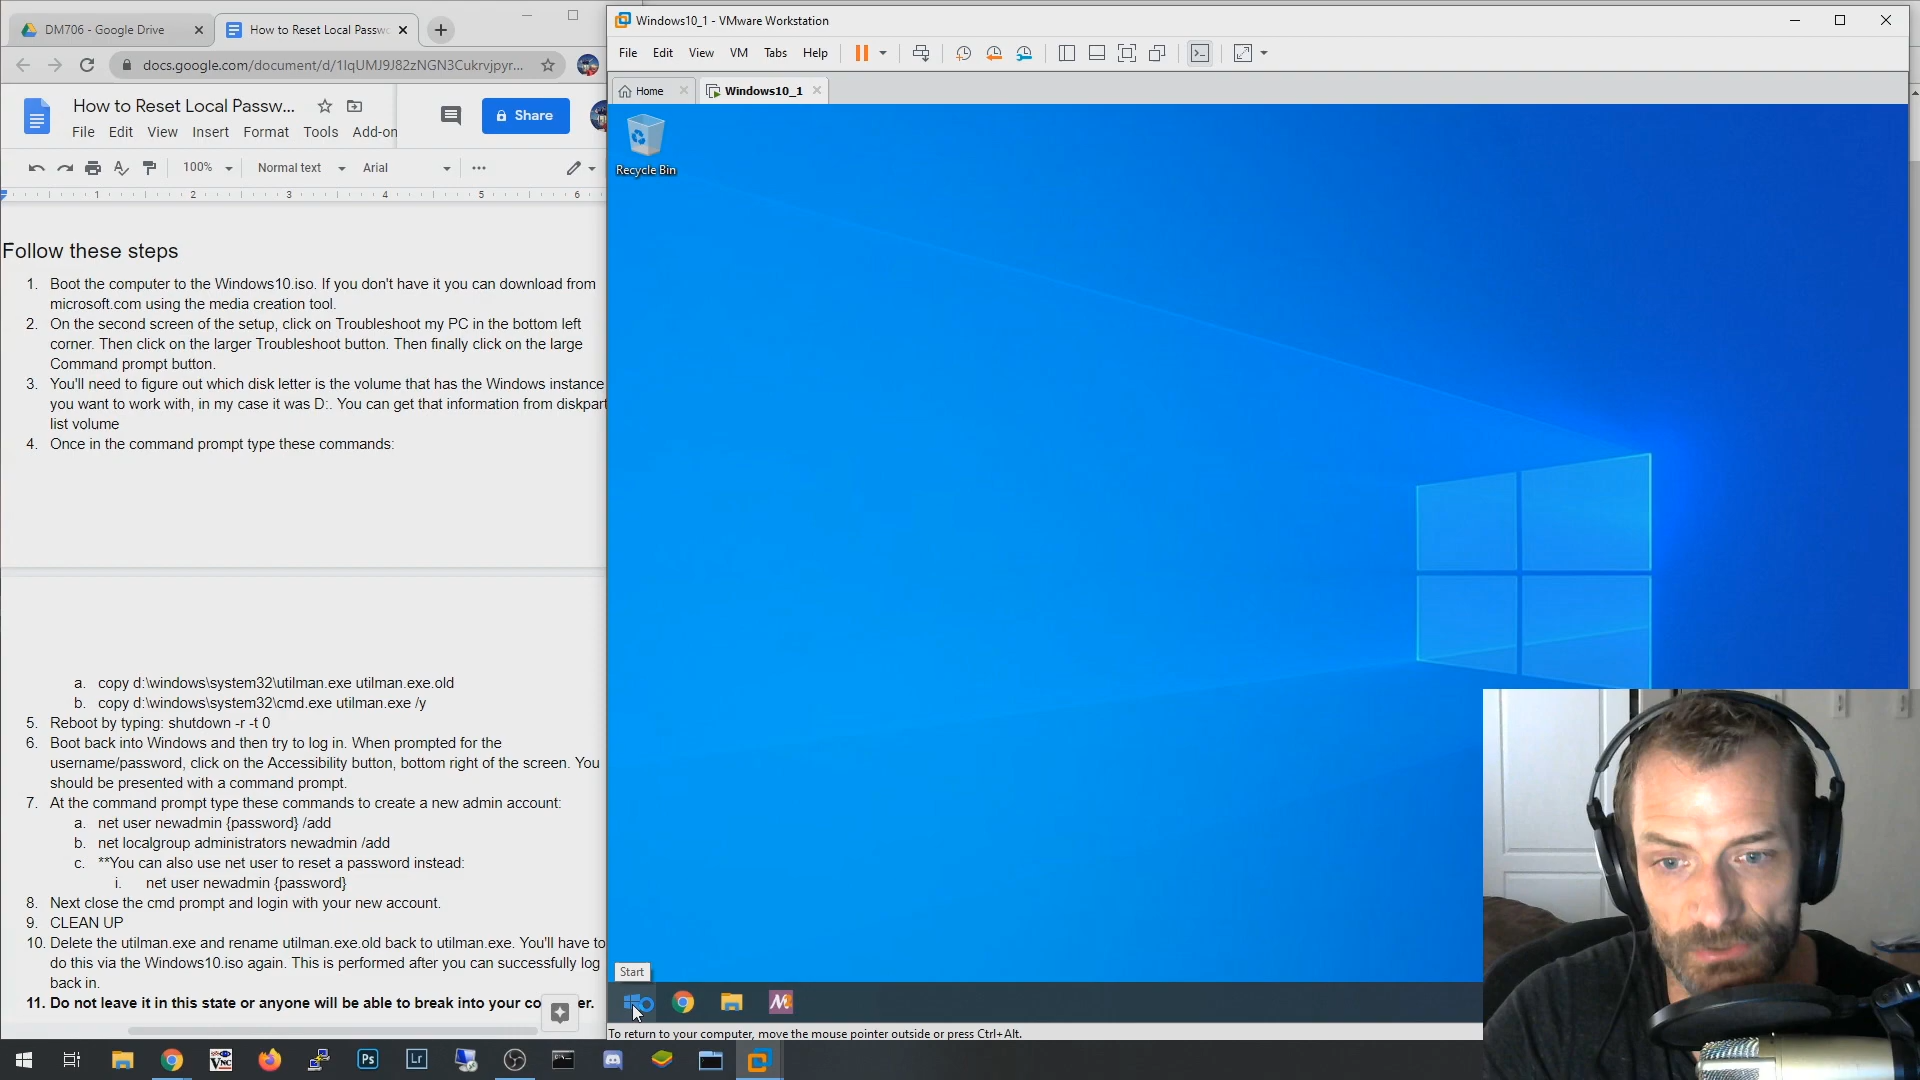 DM706 - Google Drive
How to Reset Local Passw
docs.google.com/document/d/1IqUMJ9J82zNGN3Cukrvjpyr...
How to Reset Local Passw...
File Edit View Insert Format Tools Add-on
Share
100% Normal text Arial
1 2 3 4 5 6
Follow these steps
1. Boot the computer to the Windows10.iso. If you don't have it you can download from
microsoft.com using the media creation tool.
2. On the second screen of the setup, click on Troubleshoot my PC in the bottom left
corner. Then click on the larger Troubleshoot button. Then finally click on the large
Command prompt button.
3. You'll need to figure out which disk letter is the volume that has the Windows instance
you want to work with, in my case it was D:. You can get that information from diskpart
list volume
4. Once in the command prompt type these commands:
a. copy d:\windows\system32\utilman.exe utilman.exe.old
b. copy d:\windows\system32\cmd.exe utilman.exe /y
5. Reboot by typing: shutdown -r -t 0
6. Boot back into Windows and then try to log in. When prompted for the
username/password, click on the Accessibility button, bottom right of the screen. You
should be presented with a command prompt.
7. At the command prompt type these commands to create a new admin account:
a. net user newadmin {password} /add
b. net localgroup administrators newadmin /add
c. **You can also use net user to reset a password instead:
i. net user newadmin {password}
8. Next close the cmd prompt and login with your new account.
9. CLEAN UP
10. Delete the utilman.exe and rename utilman.exe.old back to utilman.exe. You'll have to
do this via the Windows10.iso again. This is performed after you can successfully log
back in.
11. Do not leave it in this state or anyone will be able to break into your co er.
Windows10_1 - VMware Workstation
File Edit View VM Tabs Help
Home
Windows10_1
Recycle Bin
Start
To return to your computer, move the mouse pointer outside or press Ctrl+Alt.
VNC
Ps
Lr